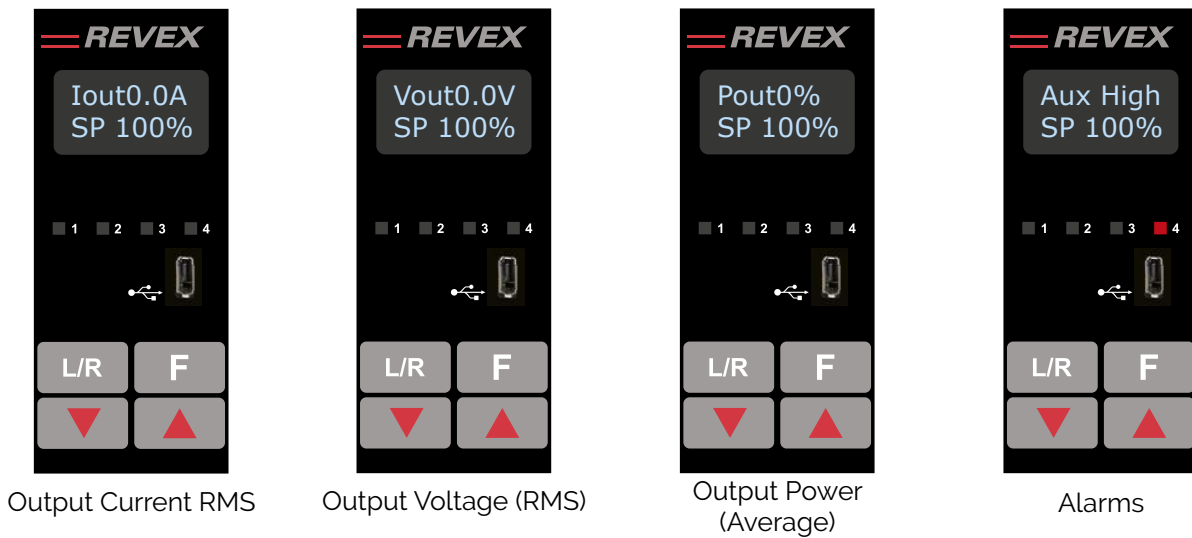 REVEX
Iout0.0A
SP 100%
1 2 3 4
L/R F
Output Current RMS
REVEX
Vout0.0V
SP 100%
1 2 3 4
L/R F
Output Voltage (RMS)
REVEX
Pout0%
SP 100%
1 2 3 4
L/R F
Output Power
(Average)
REVEX
Aux High
SP 100%
1 2 3 4
L/R F
Alarms